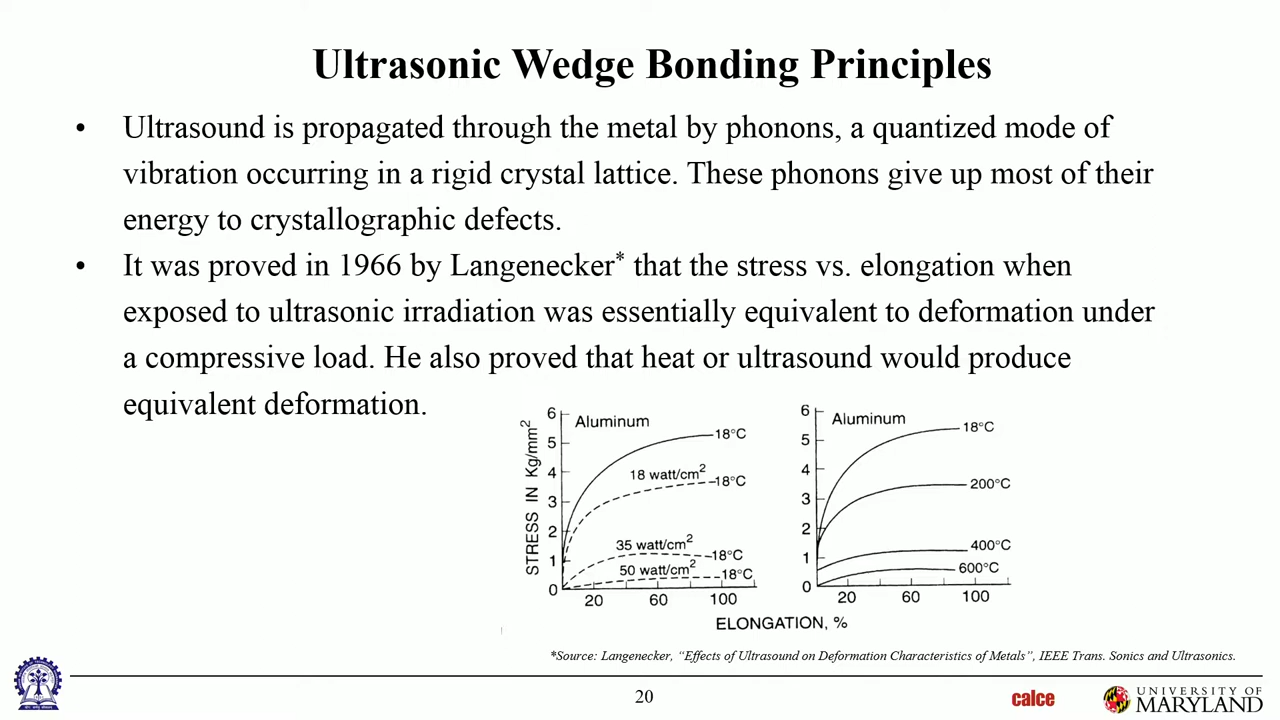 Ultrasonic Wedge Bonding Principles
• Ultrasound is propagated through the metal by phonons, a quantized mode of
vibration occurring in a rigid crystal lattice. These phonons give up most of their
energy to crystallographic defects.
• It was proved in 1966 by Langenecker* that the stress vs. elongation when
exposed to ultrasonic irradiation was essentially equivalent to deformation under
a compressive load. He also proved that heat or ultrasound would produce
equivalent deformation.
STRESS IN Kg/mm²
6
5
4
3
2
1
0
Aluminum
18°C
18 watt/cm²
18°C
35 watt/cm²
18°C
50 watt/cm²
18°C
20 60 100
6
5
4
3
2
1
0
Aluminum
18°C
200°C
400°C
600°C
20 60 100
ELONGATION, %
*Source: Langenecker, “Effects of Ultrasound on Deformation Characteristics of Metals”, IEEE Trans. Sonics and Ultrasonics.
20
calce
UNIVERSITY OF
MARYLAND